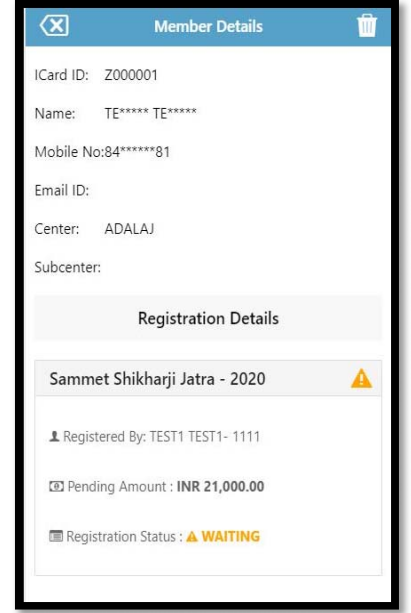 Member Details
ICard ID: Z000001
Name: TE***** TE*****
Mobile No:84******81
Email ID:
Center: ADALAJ
Subcenter:
Registration Details
Sammet Shikharji Jatra - 2020
Registered By: TEST1 TEST1- 1111
Pending Amount : INR 21,000.00
Registration Status : WAITING